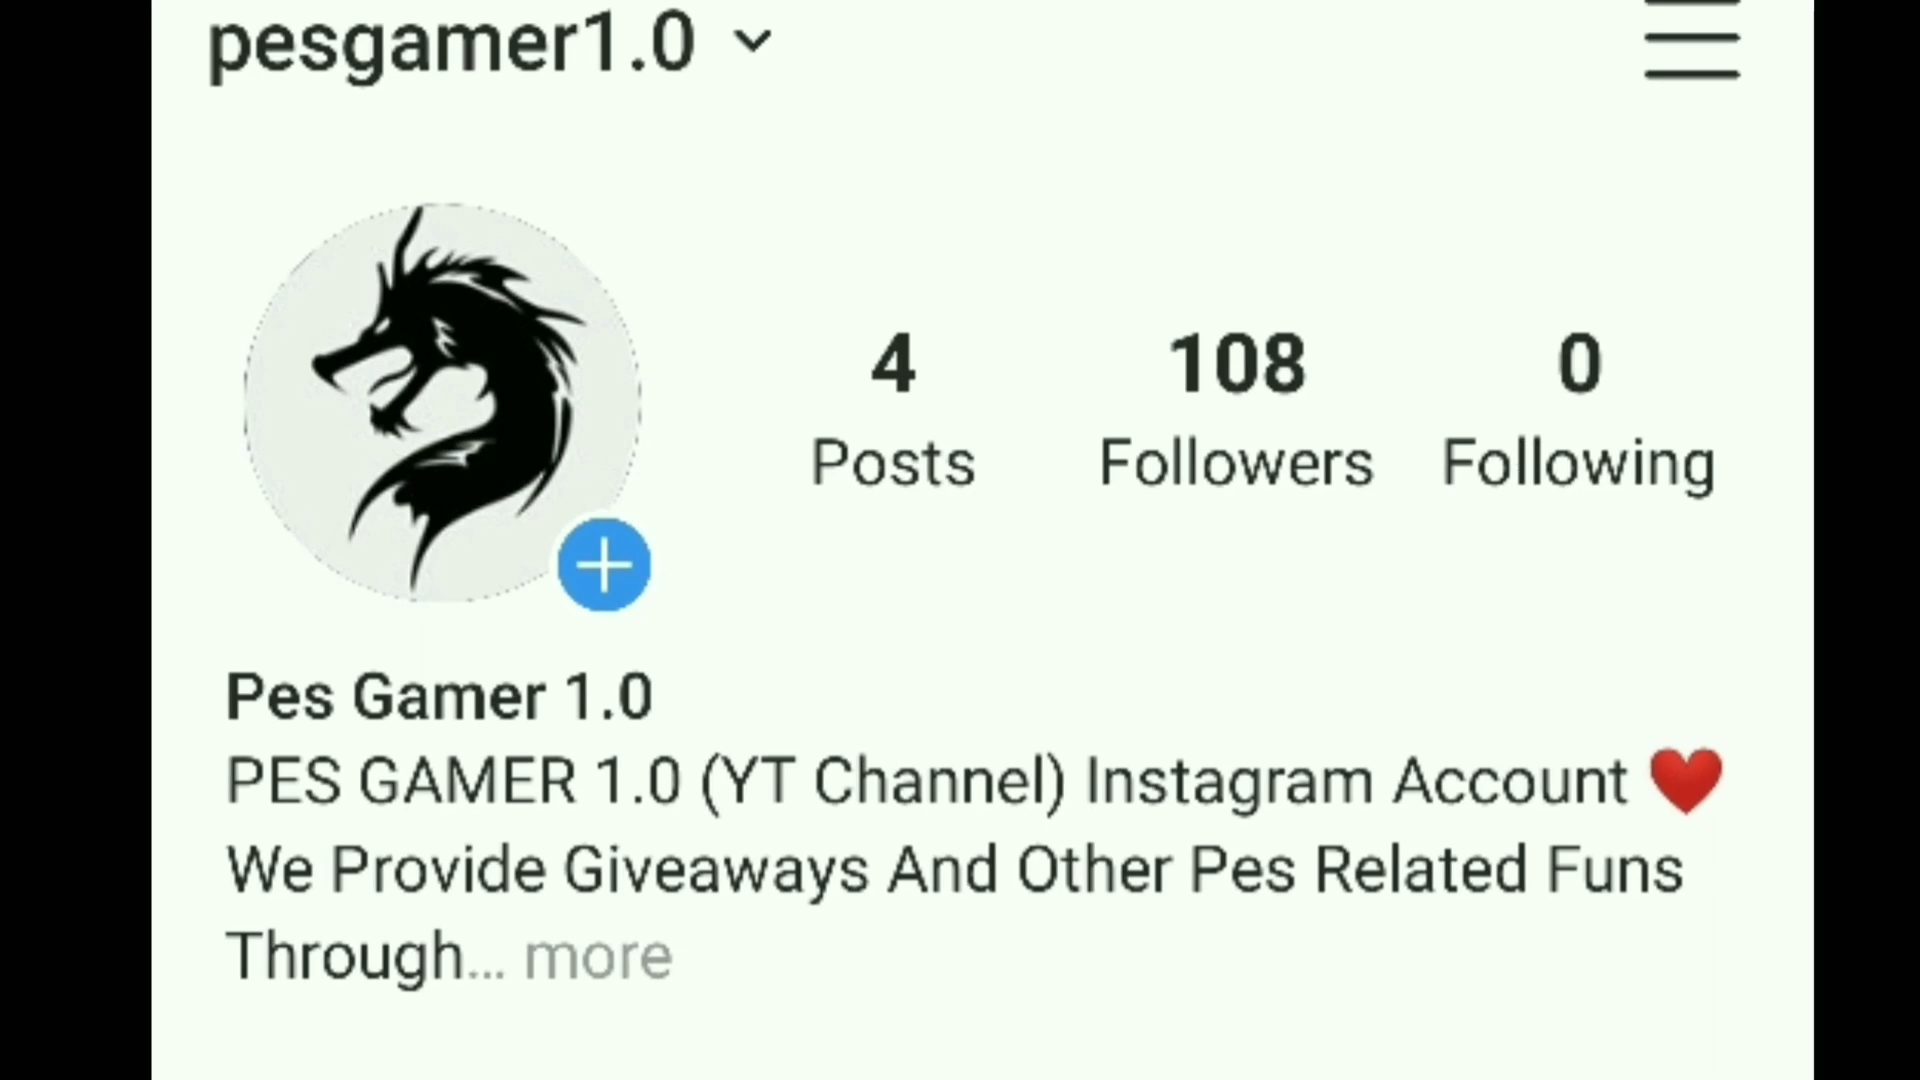 pesgamer1.0
4 108 0
Posts Followers Following
Pes Gamer 1.0
PES GAMER 1.0 (YT Channel) Instagram Account ❤️
We Provide Giveaways And Other Pes Related Funs
Through... more